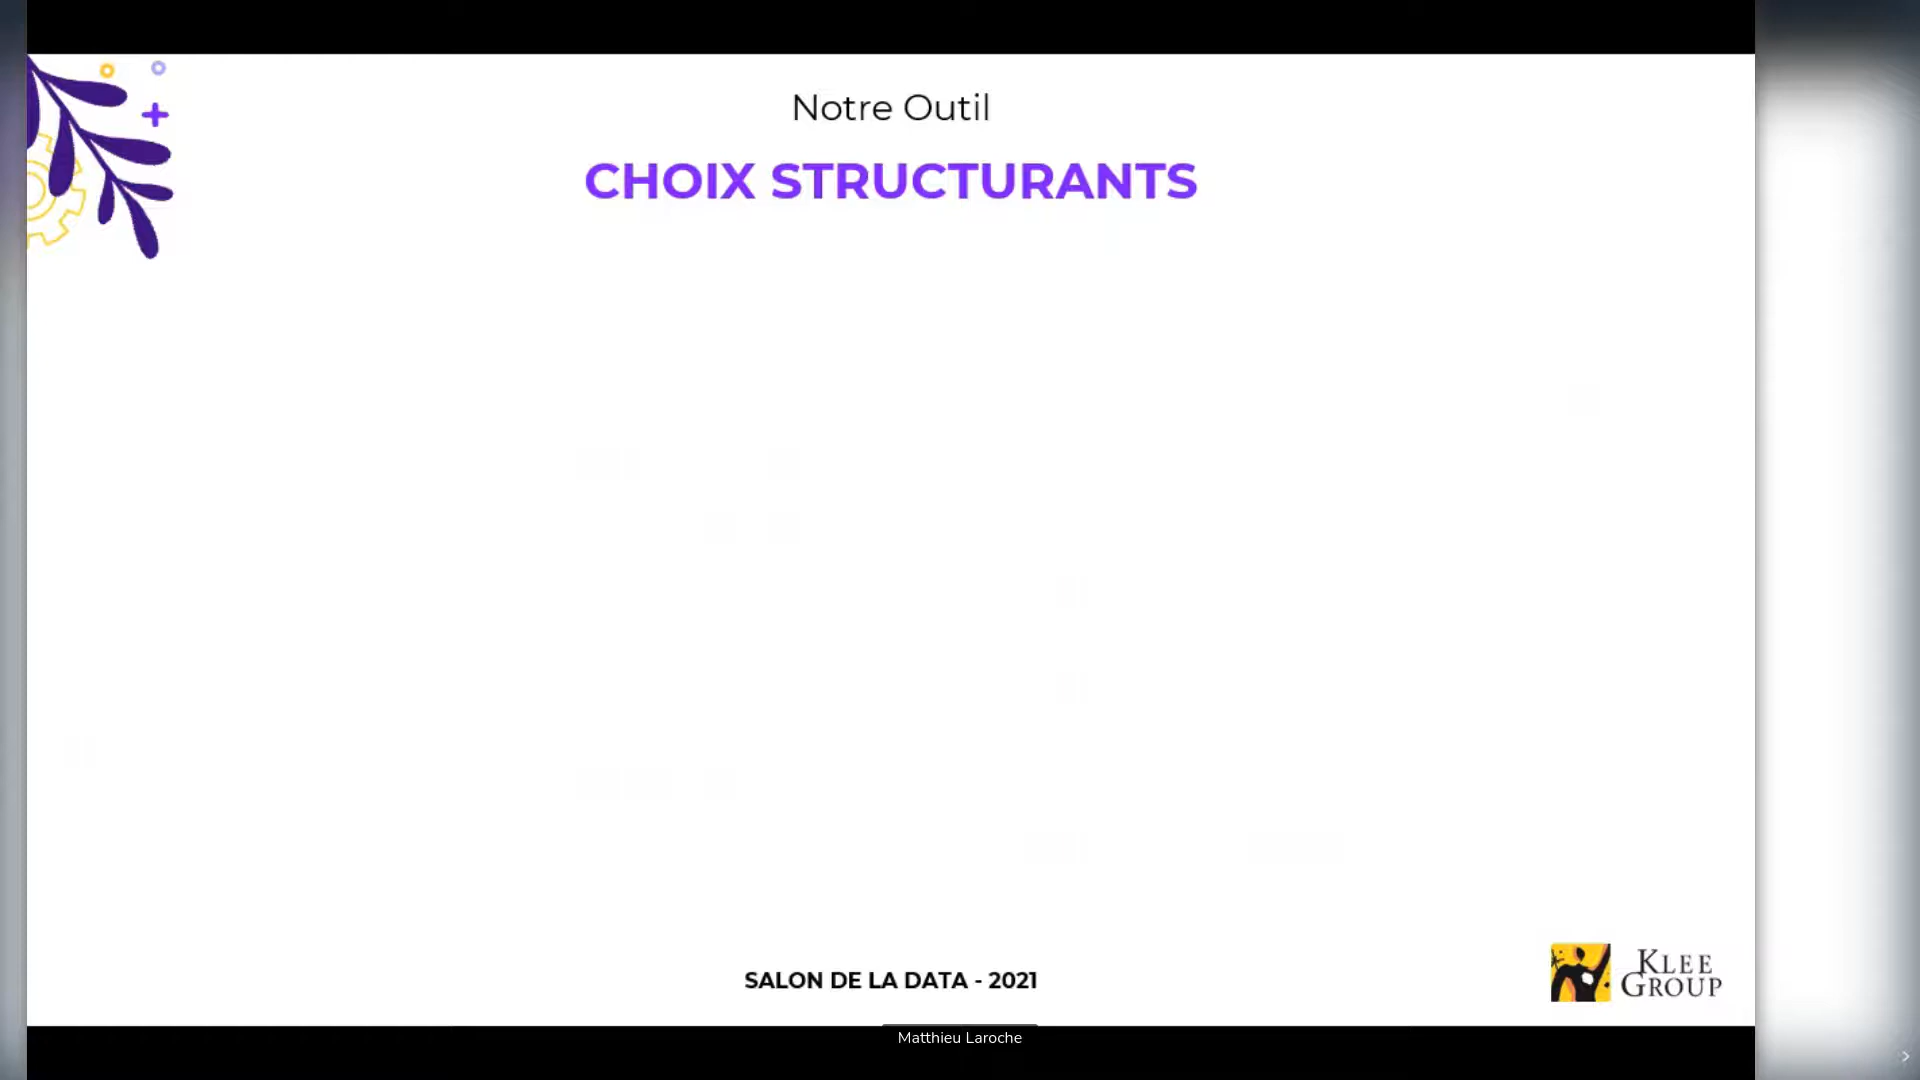 Notre Outil
CHOIX STRUCTURANTS
SALON DE LA DATA - 2021
KLEE
GROUP
Matthieu Laroche